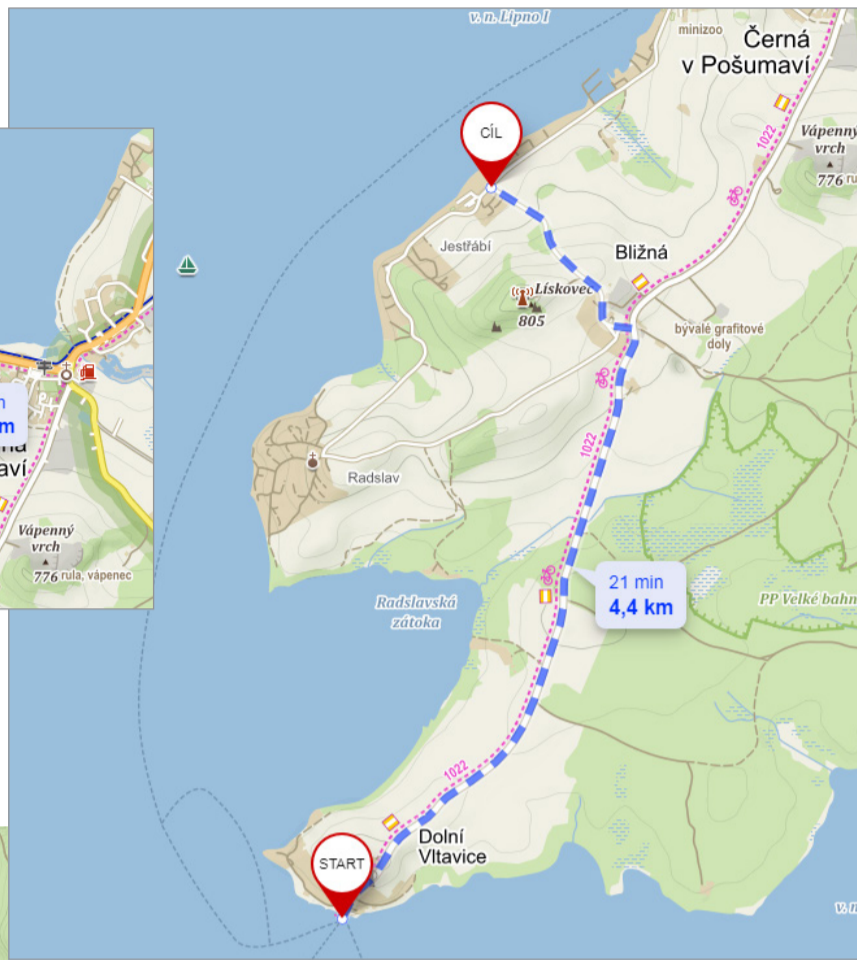 v. n. Lipno I
minizoo
Černá
v Pošumaví
CÍL
1022
Vápenný
vrch
776
Jestřábí
Bližná
Lískovec
805
bývalé grafitové
doly
1022
Radslav
Radslavská
zátoka
21 min
4,4 km
PP Velké bahn
1022
Dolní
Vltavice
START
m
aví
Vápenný
vrch
776 rula, vápenec